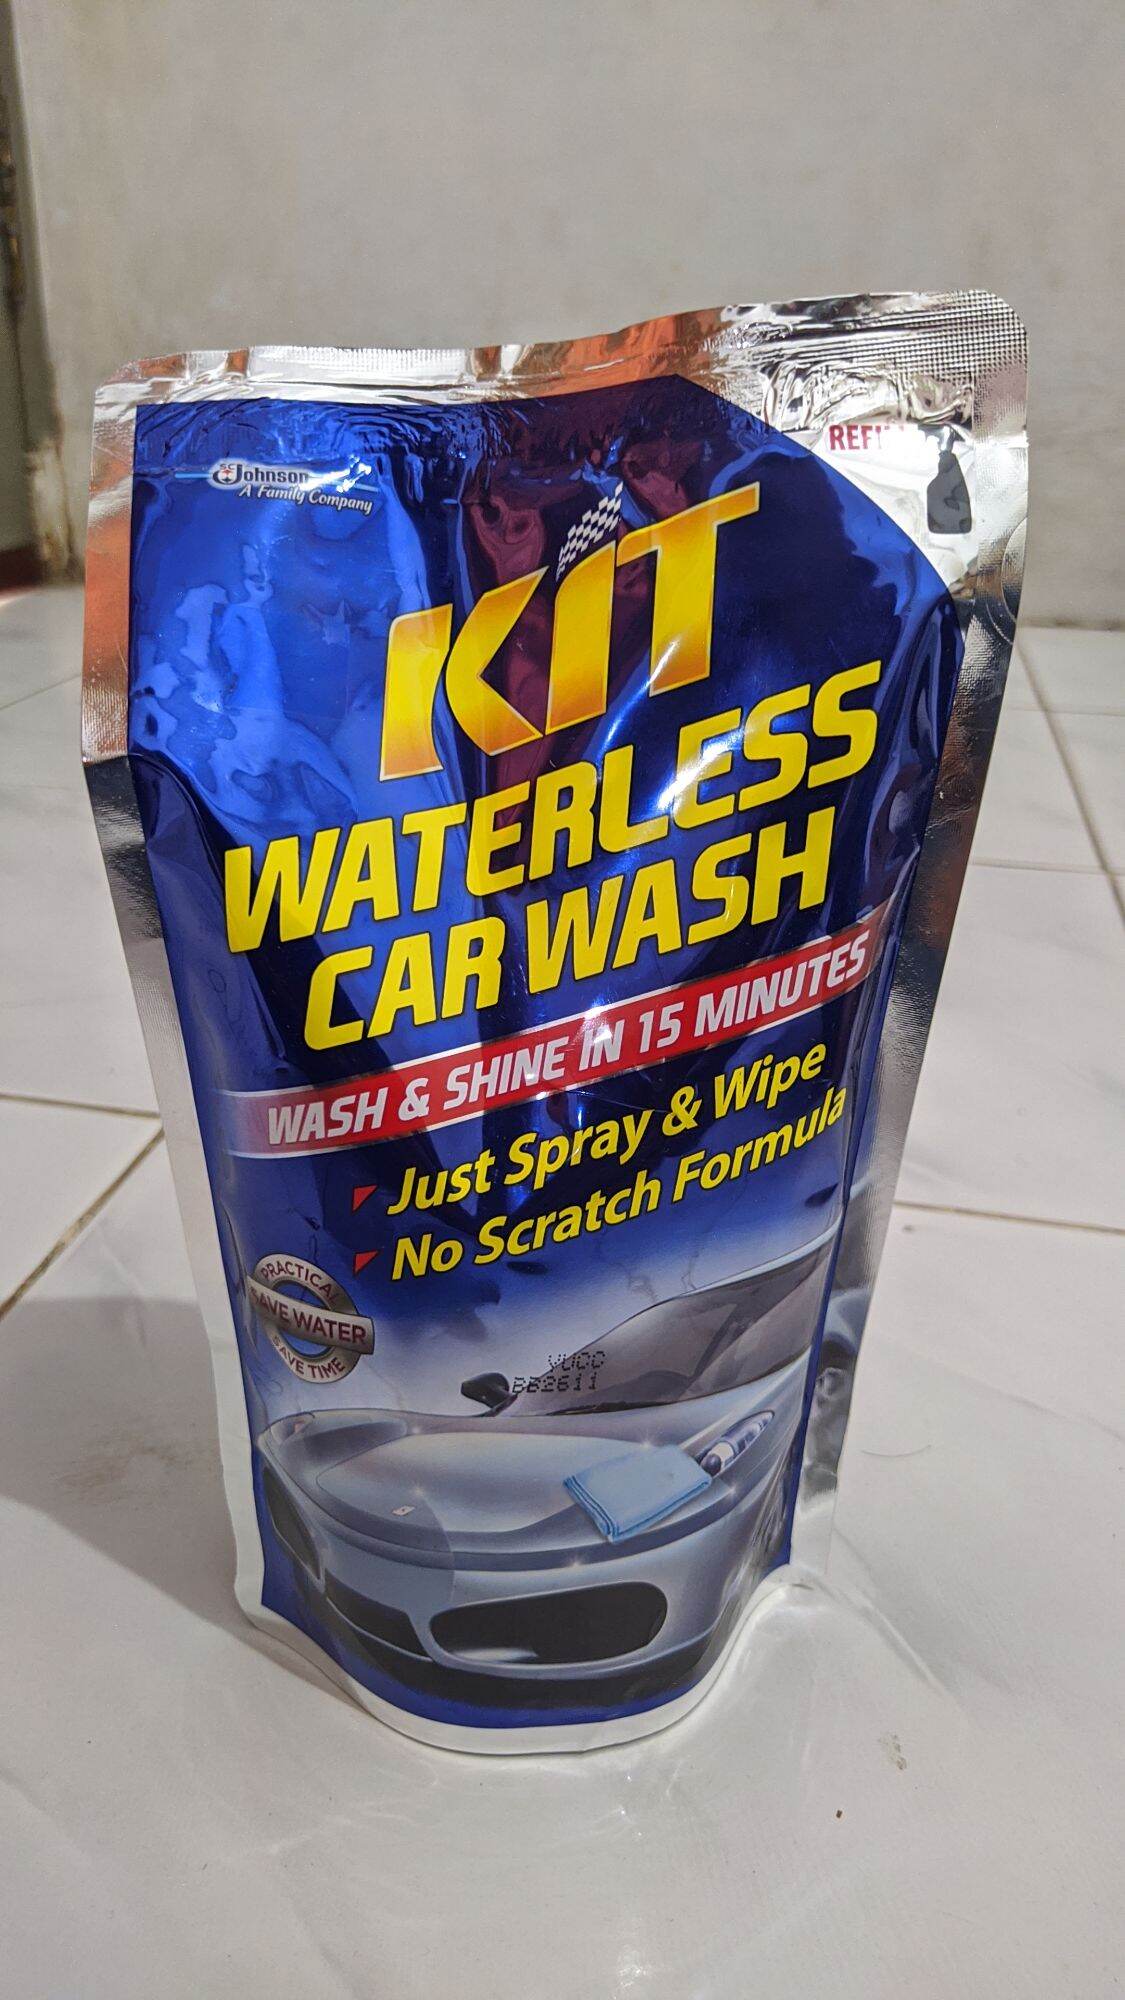 SC Johnson
A Family Company
KIT
WATERLESS
CAR WASH
WASH & SHINE IN 15 MINUTES
Just Spray & Wipe
No Scratch Formula
PRACTICAL
SAVE WATER
SAVE TIME
BB2611